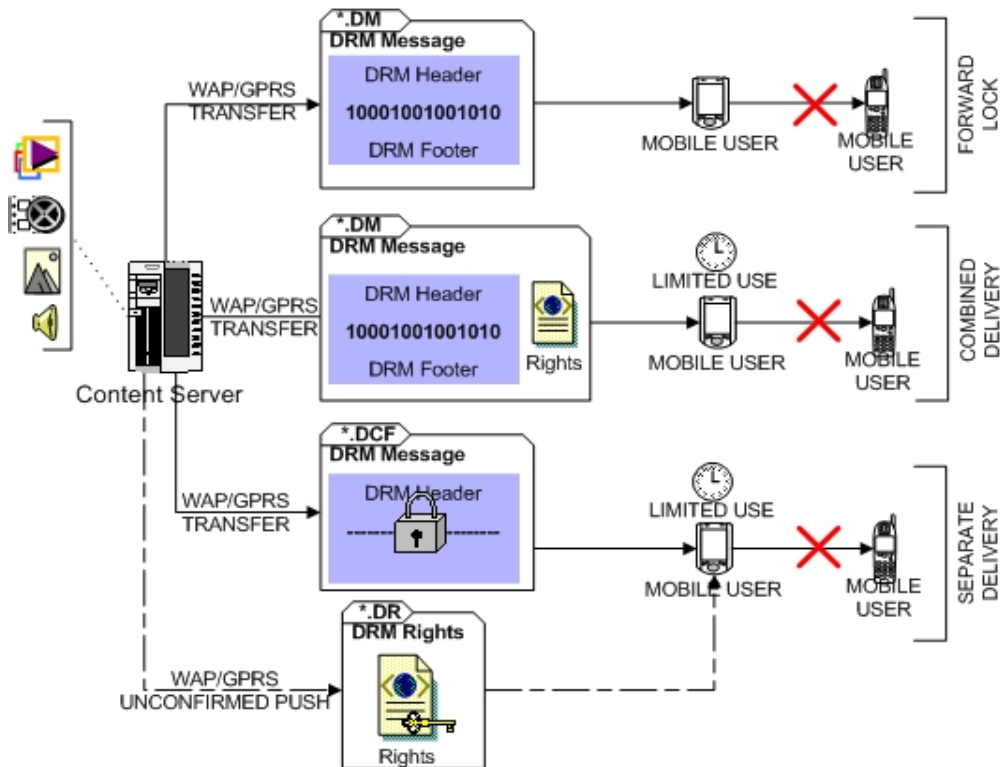 *.DM
DRM Message
DRM Header
10001001001010
DRM Footer
WAP/GPRS
TRANSFER
MOBILE USER
MOBILE
USER
FORWARD
LOCK
*.DM
DRM Message
DRM Header
10001001001010
DRM Footer
Rights
WAP/GPRS
TRANSFER
LIMITED USE
MOBILE USER
MOBILE
USER
COMBINED
DELIVERY
Content Server
*.DCF
DRM Message
DRM Header
WAP/GPRS
TRANSFER
LIMITED USE
MOBILE USER
MOBILE
USER
SEPARATE
DELIVERY
*.DR
DRM Rights
Rights
WAP/GPRS
UNCONFIRMED PUSH